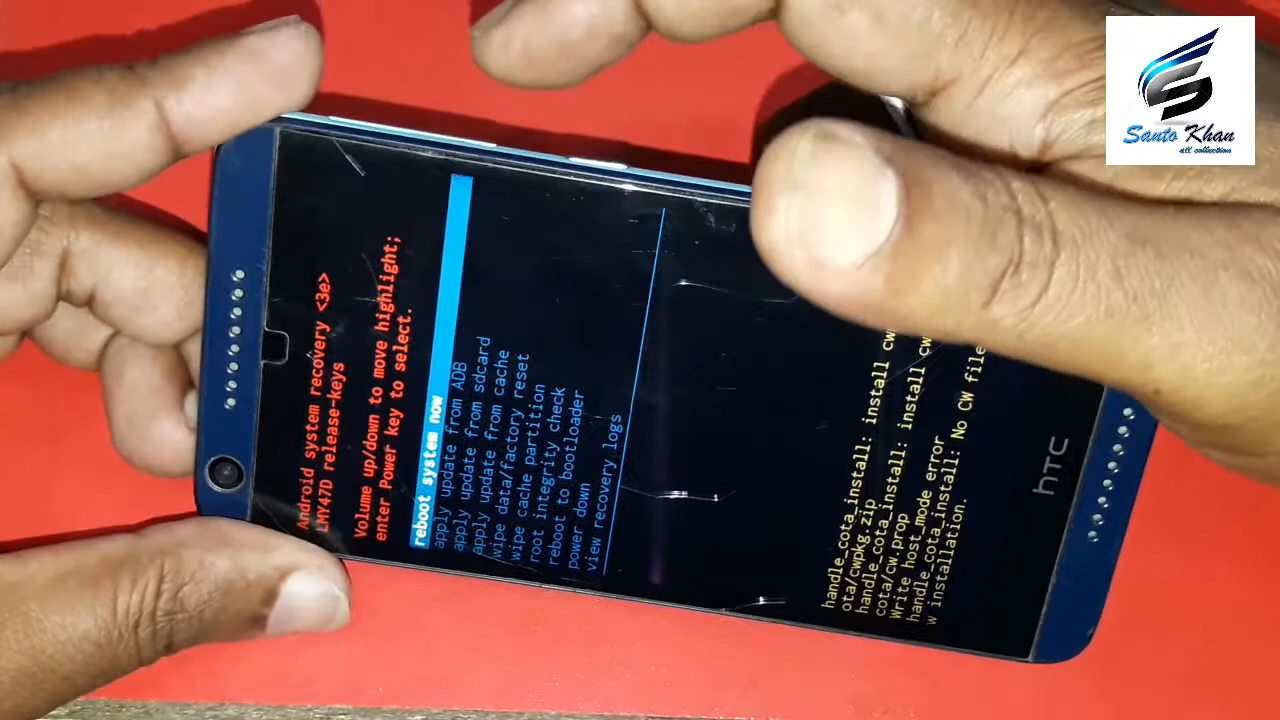 Android system recovery <3e>
LMY47D release-keys
Volume up/down to move highlight;
enter Power key to select.
reboot system now
apply update from ADB
apply update from sdcard
apply update from cache
wipe data/factory reset
wipe cache partition
root integrity check
reboot to bootloader
power down
view recovery logs
handle_cota_install: install cw
ota/cwpkg.zip
handle_cota_install: install cw
cota/cw.prop
Write host_mode error
handle_cota_install: No CW file
w installation.
hTC
Santo Khan
all collection